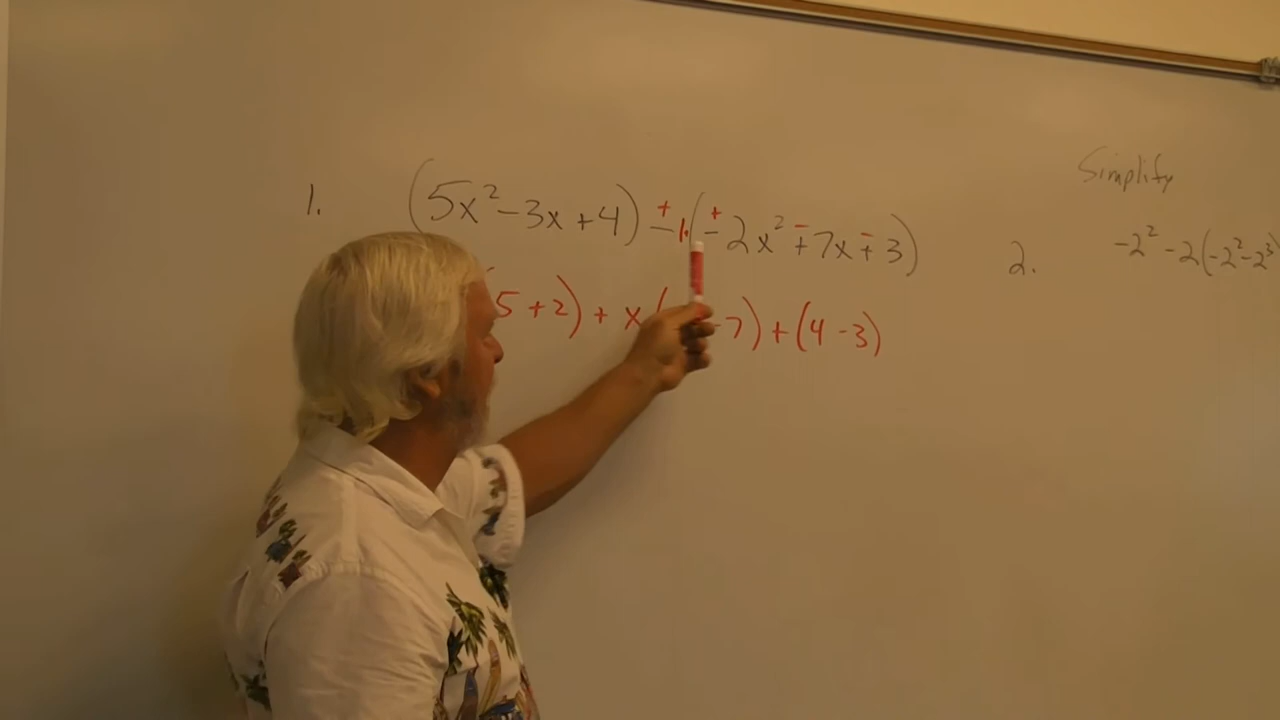 1. (5x² - 3x + 4) - 1·(- 2x² + 7x + 3)
+ + - -
5 + 2) + x( - 7) + (4 - 3)
Simplify
2. -2² - 2(-2² - 2³